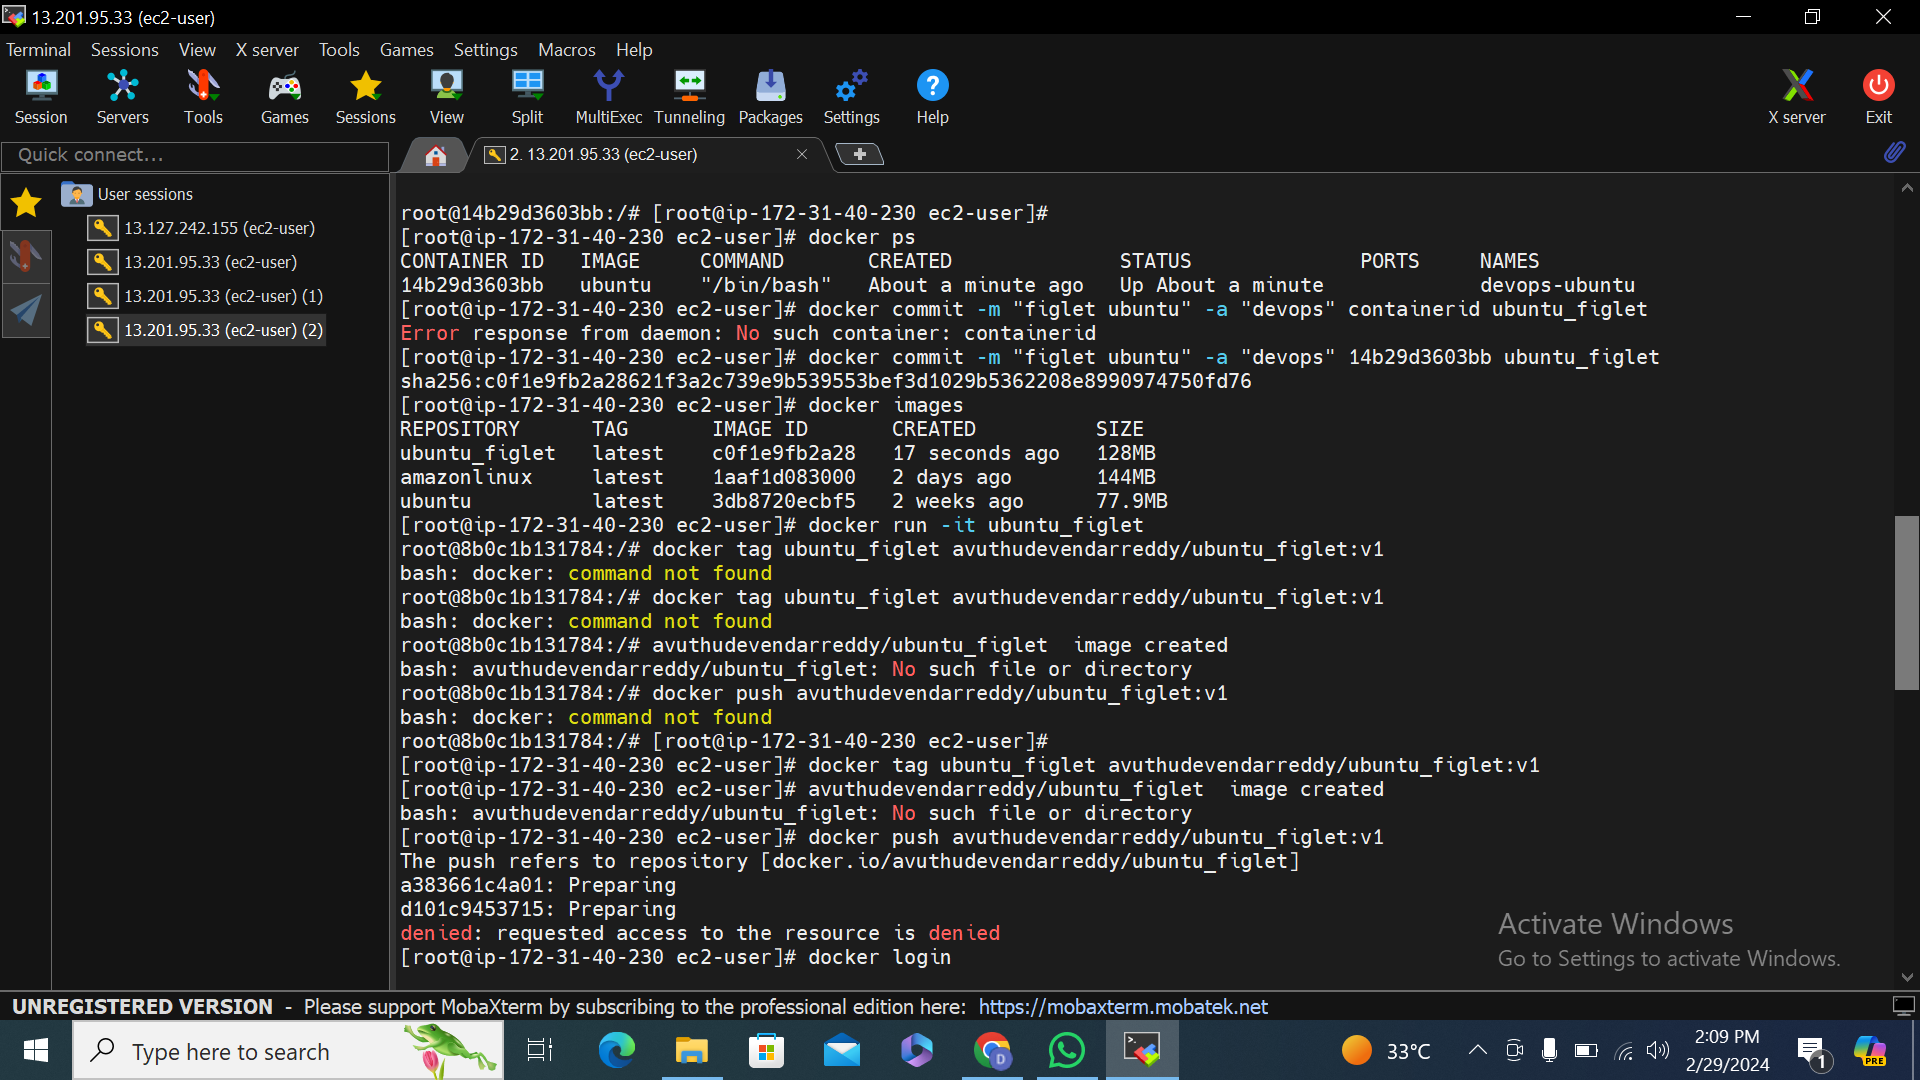 13.201.95.33 (ec2-user)
Terminal Sessions View X server Tools Games Settings Macros Help
Session Servers Tools Games Sessions View Split MultiExec Tunneling Packages Settings Help X server Exit
Quick connect...
2. 13.201.95.33 (ec2-user)
User sessions
13.127.242.155 (ec2-user)
13.201.95.33 (ec2-user)
13.201.95.33 (ec2-user) (1)
13.201.95.33 (ec2-user) (2)
root@14b29d3603bb:/# [root@ip-172-31-40-230 ec2-user]#
[root@ip-172-31-40-230 ec2-user]# docker ps
CONTAINER ID   IMAGE     COMMAND       CREATED              STATUS              PORTS     NAMES
14b29d3603bb   ubuntu    "/bin/bash"   About a minute ago   Up About a minute             devops-ubuntu
[root@ip-172-31-40-230 ec2-user]# docker commit -m "figlet ubuntu" -a "devops" containerid ubuntu_figlet
Error response from daemon: No such container: containerid
[root@ip-172-31-40-230 ec2-user]# docker commit -m "figlet ubuntu" -a "devops" 14b29d3603bb ubuntu_figlet
sha256:c0f1e9fb2a28621f3a2c739e9b539553bef3d1029b5362208e8990974750fd76
[root@ip-172-31-40-230 ec2-user]# docker images
REPOSITORY      TAG       IMAGE ID       CREATED          SIZE
ubuntu_figlet   latest    c0f1e9fb2a28   17 seconds ago   128MB
amazonlinux     latest    1aaf1d083000   2 days ago       144MB
ubuntu          latest    3db8720ecbf5   2 weeks ago      77.9MB
[root@ip-172-31-40-230 ec2-user]# docker run -it ubuntu_figlet
root@8b0c1b131784:/# docker tag ubuntu_figlet avuthudevendarreddy/ubuntu_figlet:v1
bash: docker: command not found
root@8b0c1b131784:/# docker tag ubuntu_figlet avuthudevendarreddy/ubuntu_figlet:v1
bash: docker: command not found
root@8b0c1b131784:/# avuthudevendarreddy/ubuntu_figlet  image created
bash: avuthudevendarreddy/ubuntu_figlet: No such file or directory
root@8b0c1b131784:/# docker push avuthudevendarreddy/ubuntu_figlet:v1
bash: docker: command not found
root@8b0c1b131784:/# [root@ip-172-31-40-230 ec2-user]#
[root@ip-172-31-40-230 ec2-user]# docker tag ubuntu_figlet avuthudevendarreddy/ubuntu_figlet:v1
[root@ip-172-31-40-230 ec2-user]# avuthudevendarreddy/ubuntu_figlet  image created
bash: avuthudevendarreddy/ubuntu_figlet: No such file or directory
[root@ip-172-31-40-230 ec2-user]# docker push avuthudevendarreddy/ubuntu_figlet:v1
The push refers to repository [docker.io/avuthudevendarreddy/ubuntu_figlet]
a383661c4a01: Preparing
d101c9453715: Preparing
denied: requested access to the resource is denied
[root@ip-172-31-40-230 ec2-user]# docker login
Activate Windows
Go to Settings to activate Windows.
UNREGISTERED VERSION - Please support MobaXterm by subscribing to the professional edition here: https://mobaxterm.mobatek.net
Type here to search
D
33°C
2:09 PM
2/29/2024
1
PRE